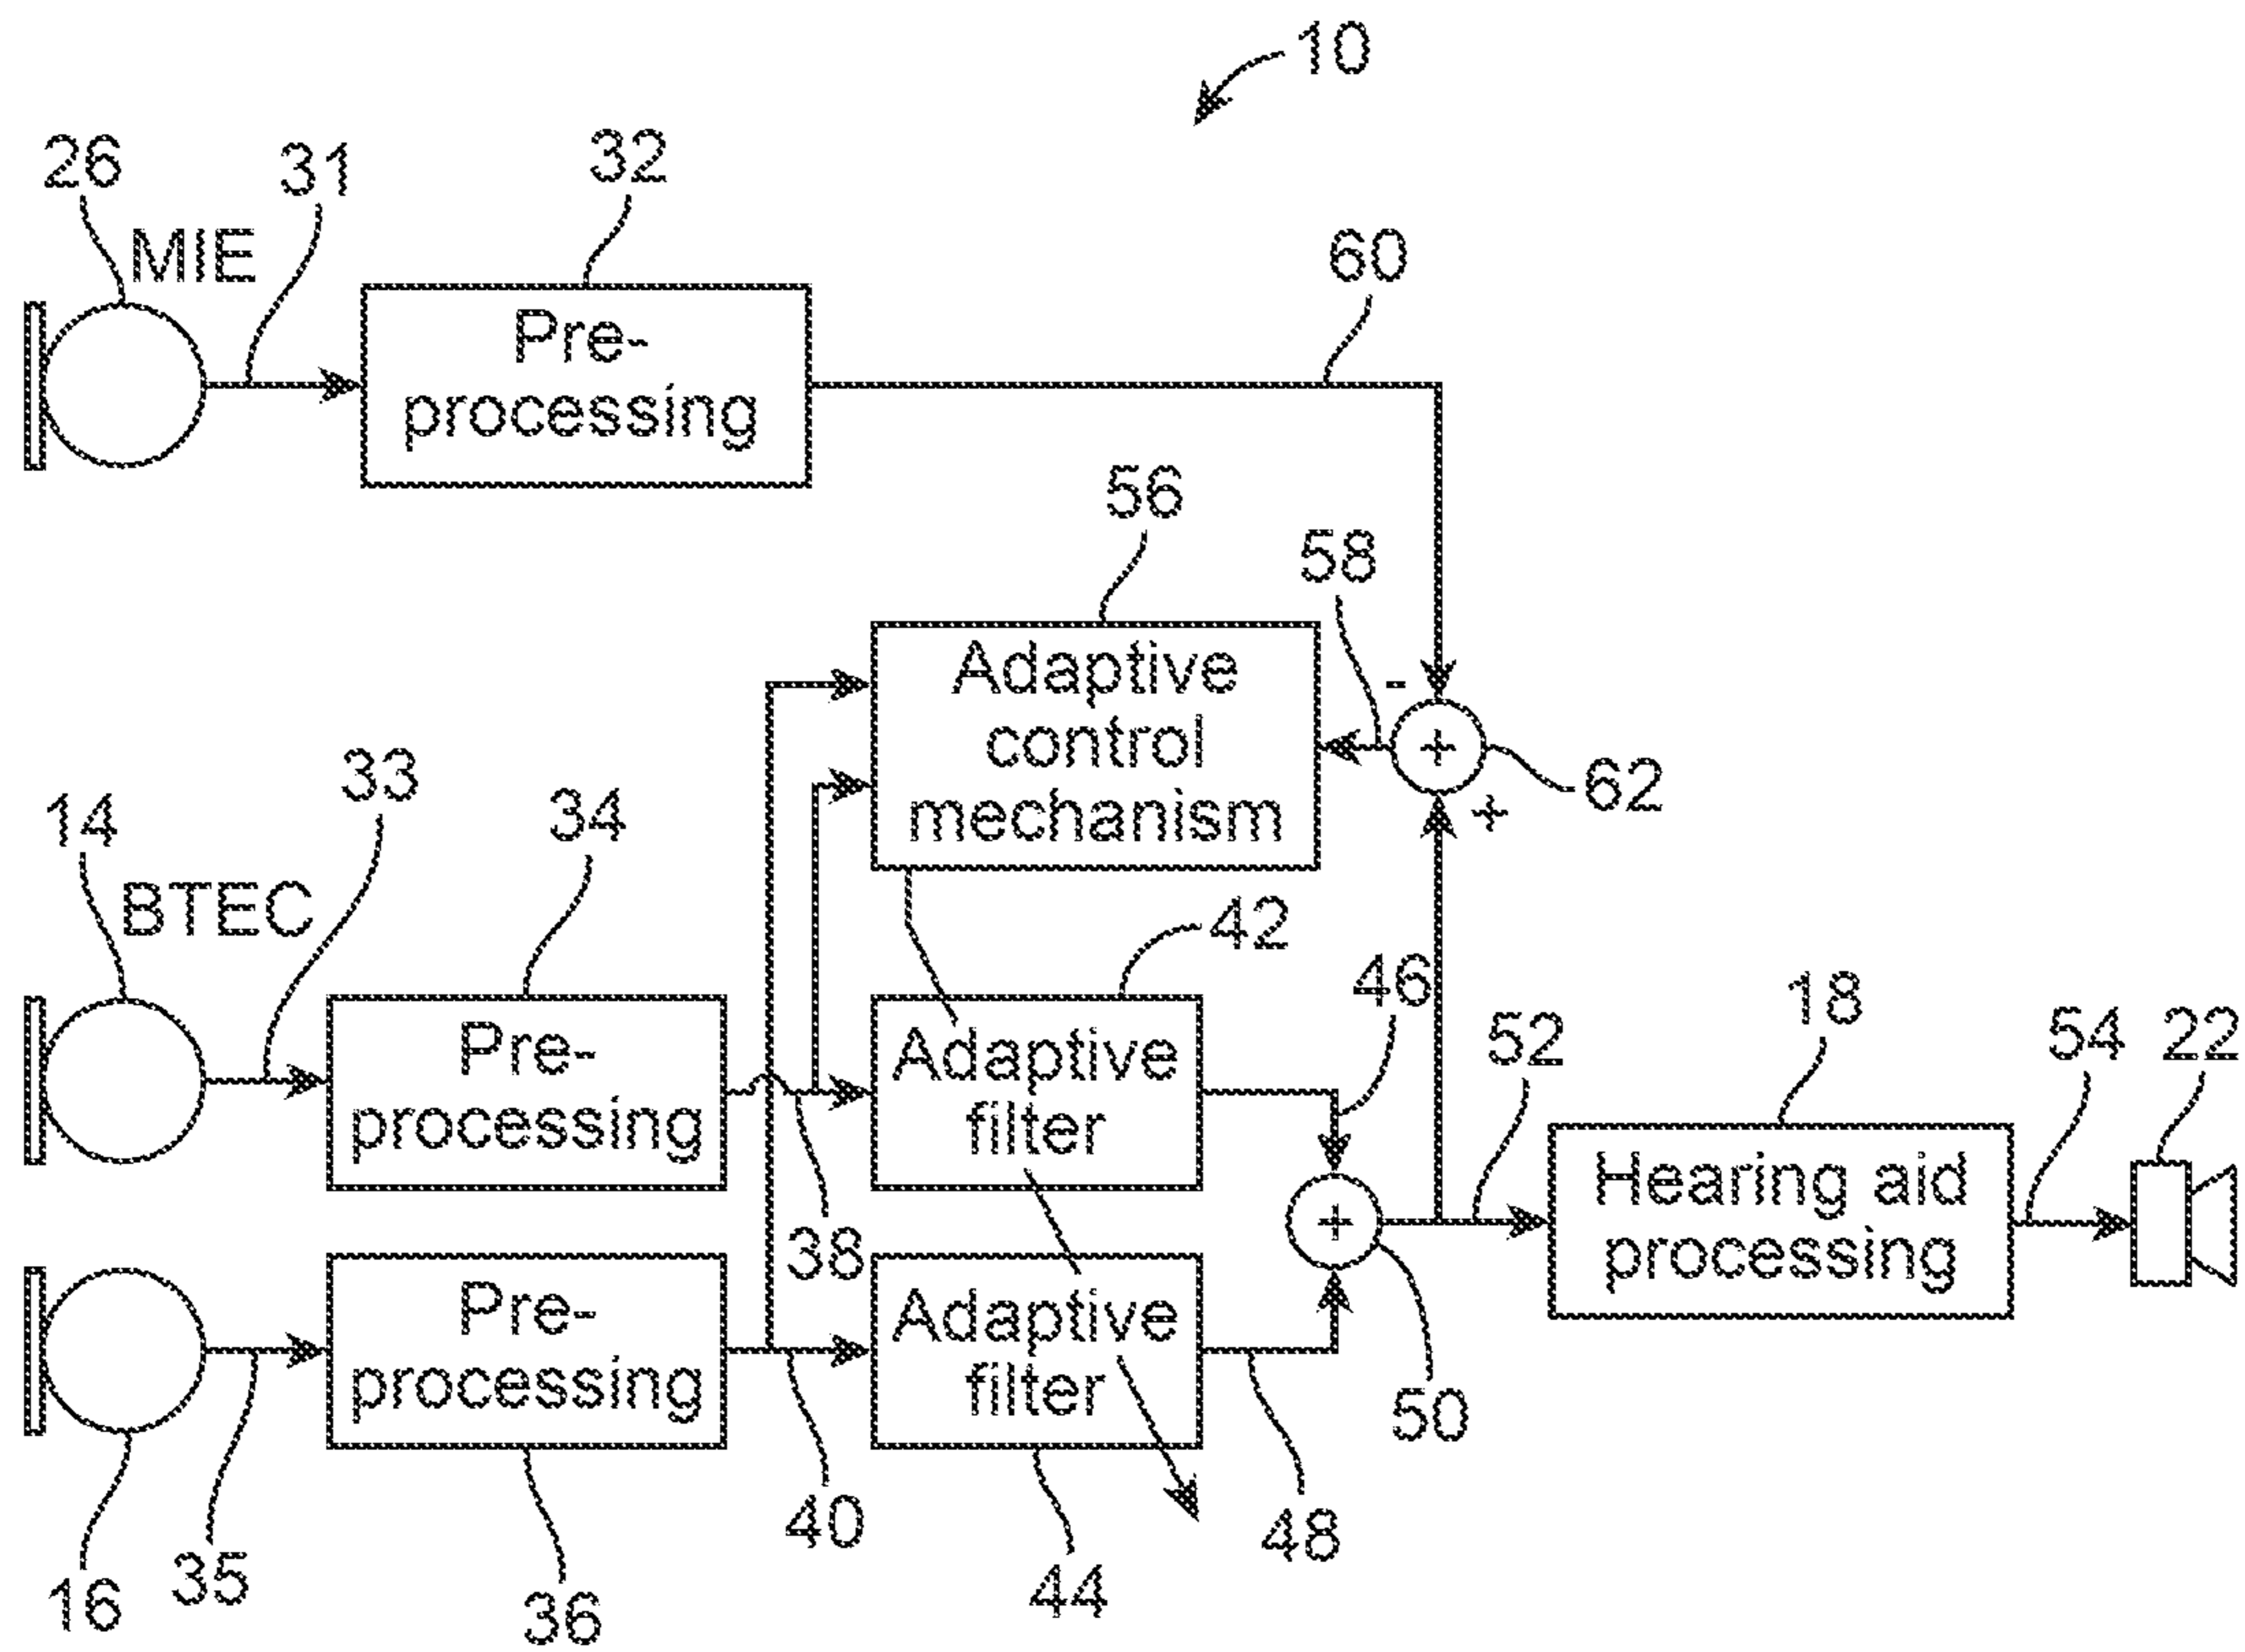 10
26
31
32
MIE
60
Pre-
processing
56
58
Adaptive
control
mechanism
-
+
62
+
33
14
34
BTEC
42
46
18
52
54
22
Pre-
processing
Adaptive
filter
Hearing aid
processing
+
38
Pre-
processing
Adaptive
filter
50
40
48
35
16
36
44